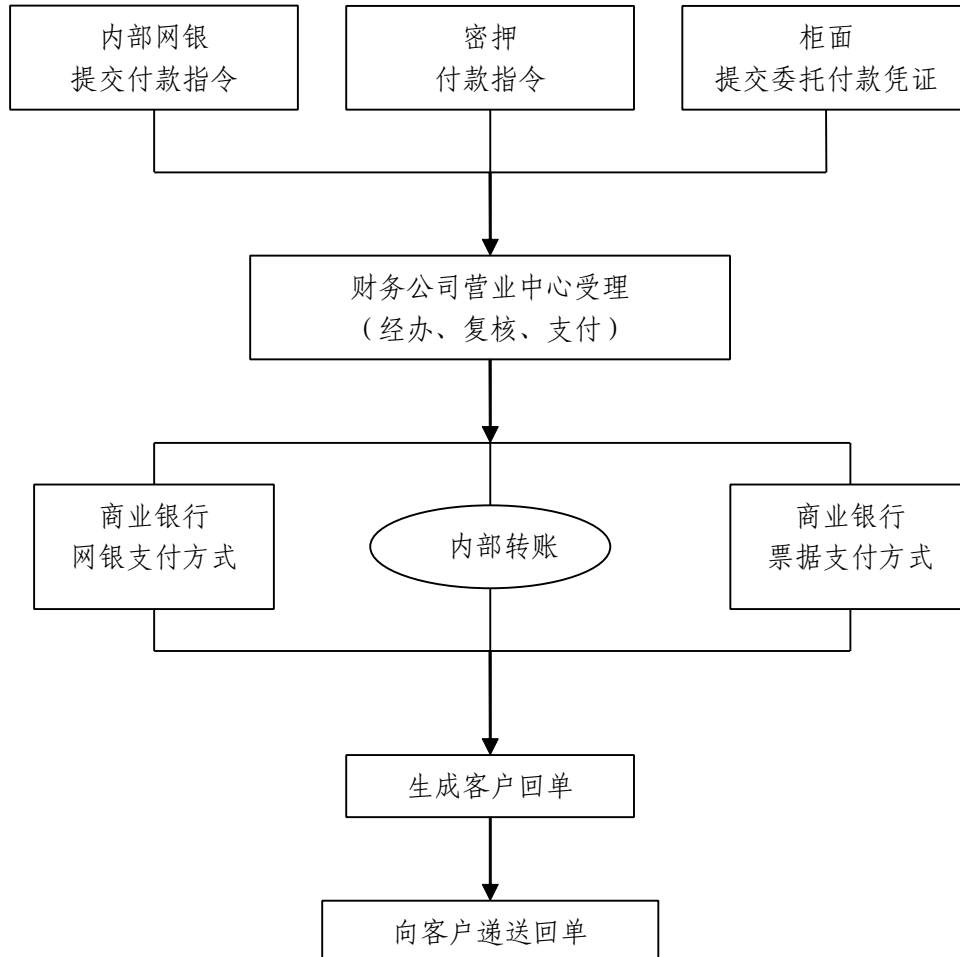 内部网银
提交付款指令
密押
付款指令
柜面
提交委托付款凭证
财务公司营业中心受理
（经办、复核、支付）
商业银行
网银支付方式
内部转账
商业银行
票据支付方式
生成客户回单
向客户递送回单